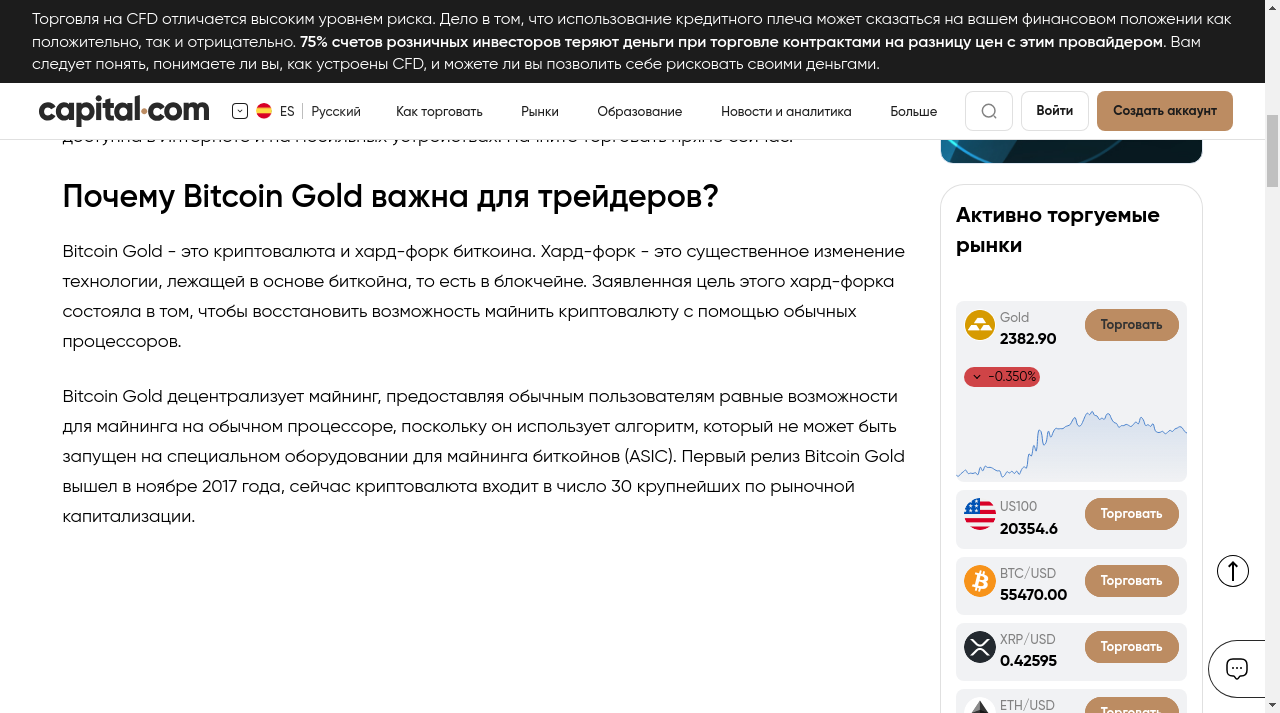 Торговля на CFD отличается высоким уровнем риска. Дело в том, что использование кредитного плеча может сказаться на вашем финансовом положении как
положительно, так и отрицательно. 75% счетов розничных инвесторов теряют деньги при торговле контрактами на разницу цен с этим провайдером. Вам
следует понять, понимаете ли вы, как устроены CFD, и можете ли вы позволить себе рисковать своими деньгами.
capital.com
ES
Русский
Как торговать
Рынки
Образование
Новости и аналитика
Больше
Войти
Создать аккаунт
доступна в Интернете и на мобильных устройствах. Начните торговать прямо сейчас.
Почему Bitcoin Gold важна для трейдеров?
Bitcoin Gold - это криптовалюта и хард-форк биткоина. Хард-форк - это существенное изменение
технологии, лежащей в основе биткойна, то есть в блокчейне. Заявленная цель этого хард-форка
состояла в том, чтобы восстановить возможность майнить криптовалюту с помощью обычных
процессоров.
Bitcoin Gold децентрализует майнинг, предоставляя обычным пользователям равные возможности
для майнинга на обычном процессоре, поскольку он использует алгоритм, который не может быть
запущен на специальном оборудовании для майнинга биткойнов (ASIC). Первый релиз Bitcoin Gold
вышел в ноябре 2017 года, сейчас криптовалюта входит в число 30 крупнейших по рыночной
капитализации.
Активно торгуемые
рынки
Gold
2382.90
Торговать
-0.350%
US100
20354.6
Торговать
BTC/USD
55470.00
Торговать
XRP/USD
0.42595
Торговать
ETH/USD
Торговать